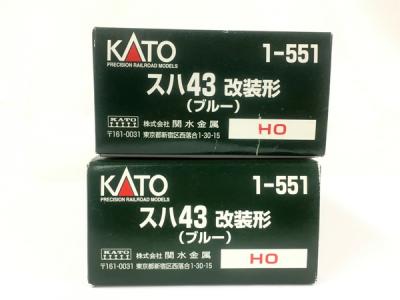 KATO 1-551
PRECISION RAILROAD MODELS
スハ43 改装形
(ブルー)
KATO 株式会社 関水金属
〒161-0031 東京都新宿区西落合1-30-15
HO
KATO 1-551
PRECISION RAILROAD MODELS
スハ43 改装形
(ブルー)
KATO 株式会社 関水金属
〒161-0031 東京都新宿区西落合1-30-15
HO